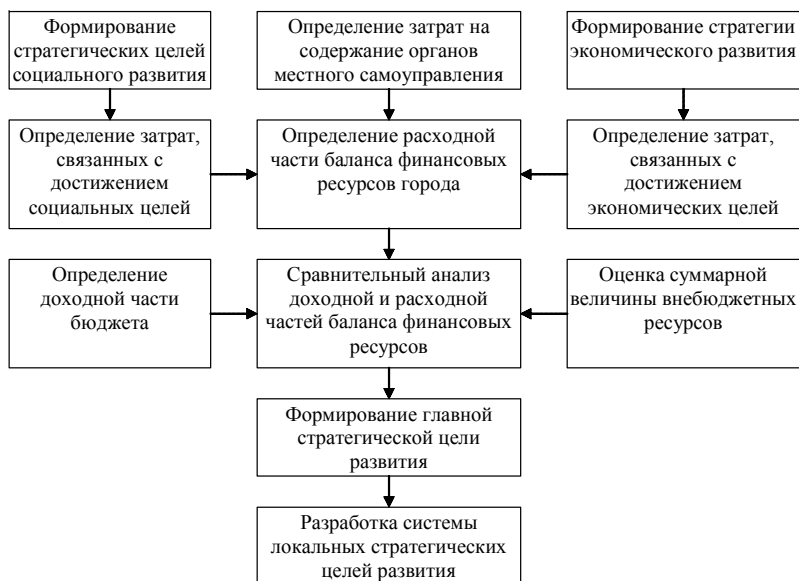 Формирование
стратегических целей
социального развития
Определение затрат на
содержание органов
местного самоуправления
Формирование стратегии
экономического развития
Определение затрат,
связанных с
достижением
социальных целей
Определение расходной
части баланса финансовых
ресурсов города
Определение затрат,
связанных с
достижением
экономических целей
Определение
доходной части
бюджета
Сравнительный анализ
доходной и расходной
частей баланса финансовых
ресурсов
Оценка суммарной
величины внебюджетных
ресурсов
Формирование главной
стратегической цели
развития
Разработка системы
локальных стратегических
целей развития